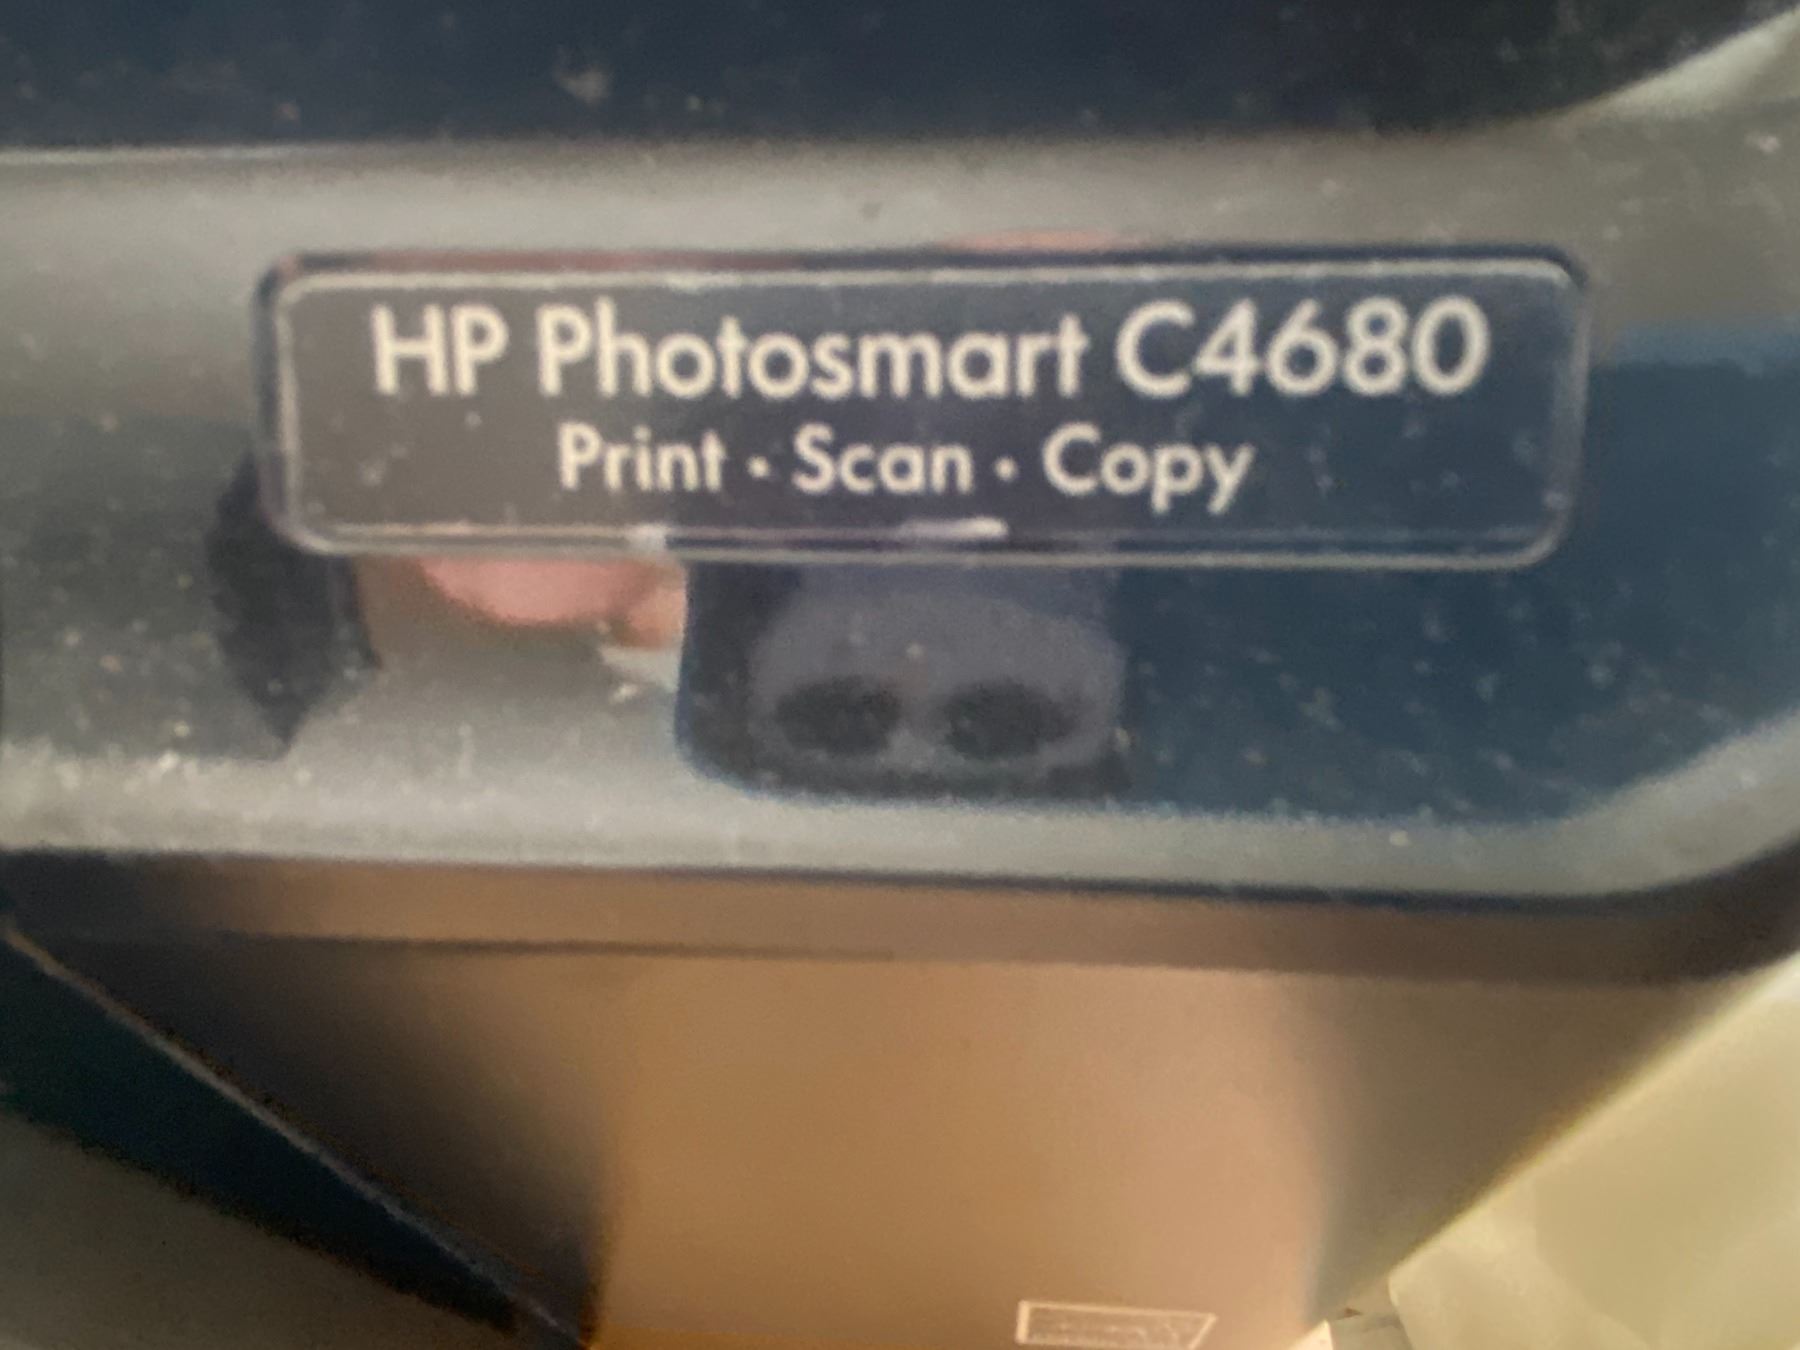 HP Photosmart C4680
Print · Scan · Copy